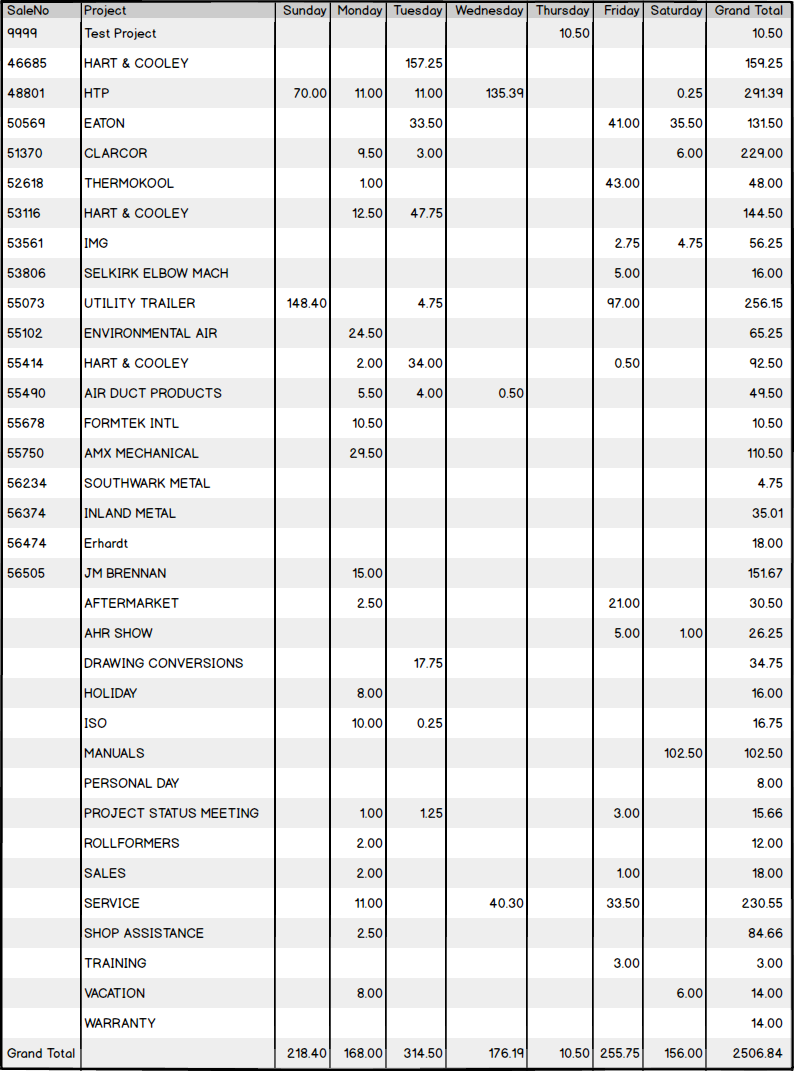 SaleNo Project Sunday Monday Tuesday Wednesday Thursday Friday Saturday Grand Total
9999 Test Project 10.50 10.50
46685 HART & COOLEY 157.25 159.25
48801 HTP 70.00 11.00 11.00 135.39 0.25 291.39
50569 EATON 33.50 41.00 35.50 131.50
51370 CLARCOR 9.50 3.00 6.00 229.00
52618 THERMOKOOL 1.00 43.00 48.00
53116 HART & COOLEY 12.50 47.75 144.50
53561 IMG 2.75 4.75 56.25
53806 SELKIRK ELBOW MACH 5.00 16.00
55073 UTILITY TRAILER 148.40 4.75 97.00 256.15
55102 ENVIRONMENTAL AIR 24.50 65.25
55414 HART & COOLEY 2.00 34.00 0.50 92.50
55490 AIR DUCT PRODUCTS 5.50 4.00 0.50 49.50
55678 FORMTEK INTL 10.50 10.50
55750 AMX MECHANICAL 29.50 110.50
56234 SOUTHWARK METAL 4.75
56374 INLAND METAL 35.01
56474 Erhardt 18.00
56505 JM BRENNAN 15.00 151.67
AFTERMARKET 2.50 21.00 30.50
AHR SHOW 5.00 1.00 26.25
DRAWING CONVERSIONS 17.75 34.75
HOLIDAY 8.00 16.00
ISO 10.00 0.25 16.75
MANUALS 102.50 102.50
PERSONAL DAY 8.00
PROJECT STATUS MEETING 1.00 1.25 3.00 15.66
ROLLFORMERS 2.00 12.00
SALES 2.00 1.00 18.00
SERVICE 11.00 40.30 33.50 230.55
SHOP ASSISTANCE 2.50 84.66
TRAINING 3.00 3.00
VACATION 8.00 6.00 14.00
WARRANTY 14.00
Grand Total 218.40 168.00 314.50 176.19 10.50 255.75 156.00 2506.84